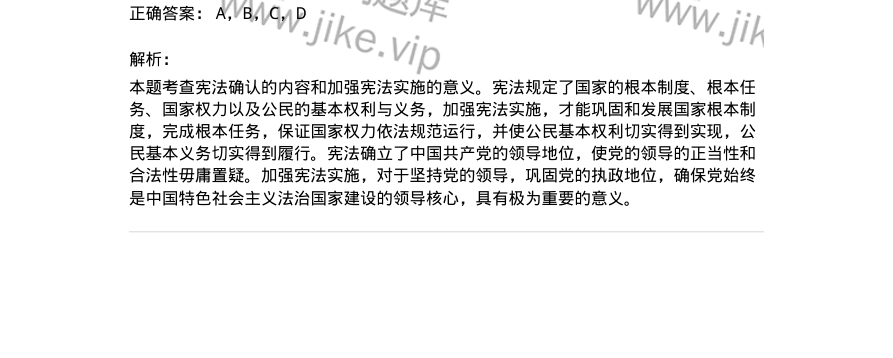 题库
www.jike.vip
www.jik
正确答案： A，B，C，D
解析：
本题考查宪法确认的内容和加强宪法实施的意义。宪法规定了国家的根本制度、根本任
务、国家权力以及公民的基本权利与义务，加强宪法实施，才能巩固和发展国家根本制
度，完成根本任务，保证国家权力依法规范运行，并使公民基本权利切实得到实现，公
民基本义务切实得到履行。宪法确立了中国共产党的领导地位，使党的领导的正当性和
合法性毋庸置疑。加强宪法实施，对于坚持党的领导，巩固党的执政地位，确保党始终
是中国特色社会主义法治国家建设的领导核心，具有极为重要的意义。